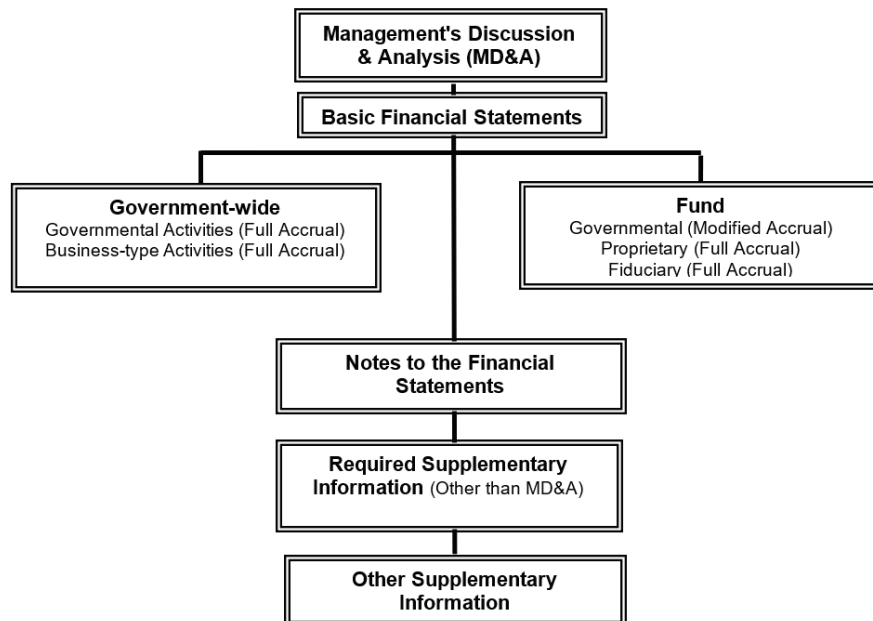 Management's Discussion
& Analysis (MD&A)
Basic Financial Statements
Government-wide
Governmental Activities (Full Accrual)
Business-type Activities (Full Accrual)
Fund
Governmental (Modified Accrual)
Proprietary (Full Accrual)
Fiduciary (Full Accrual)
Notes to the Financial
Statements
Required Supplementary
Information (Other than MD&A)
Other Supplementary
Information